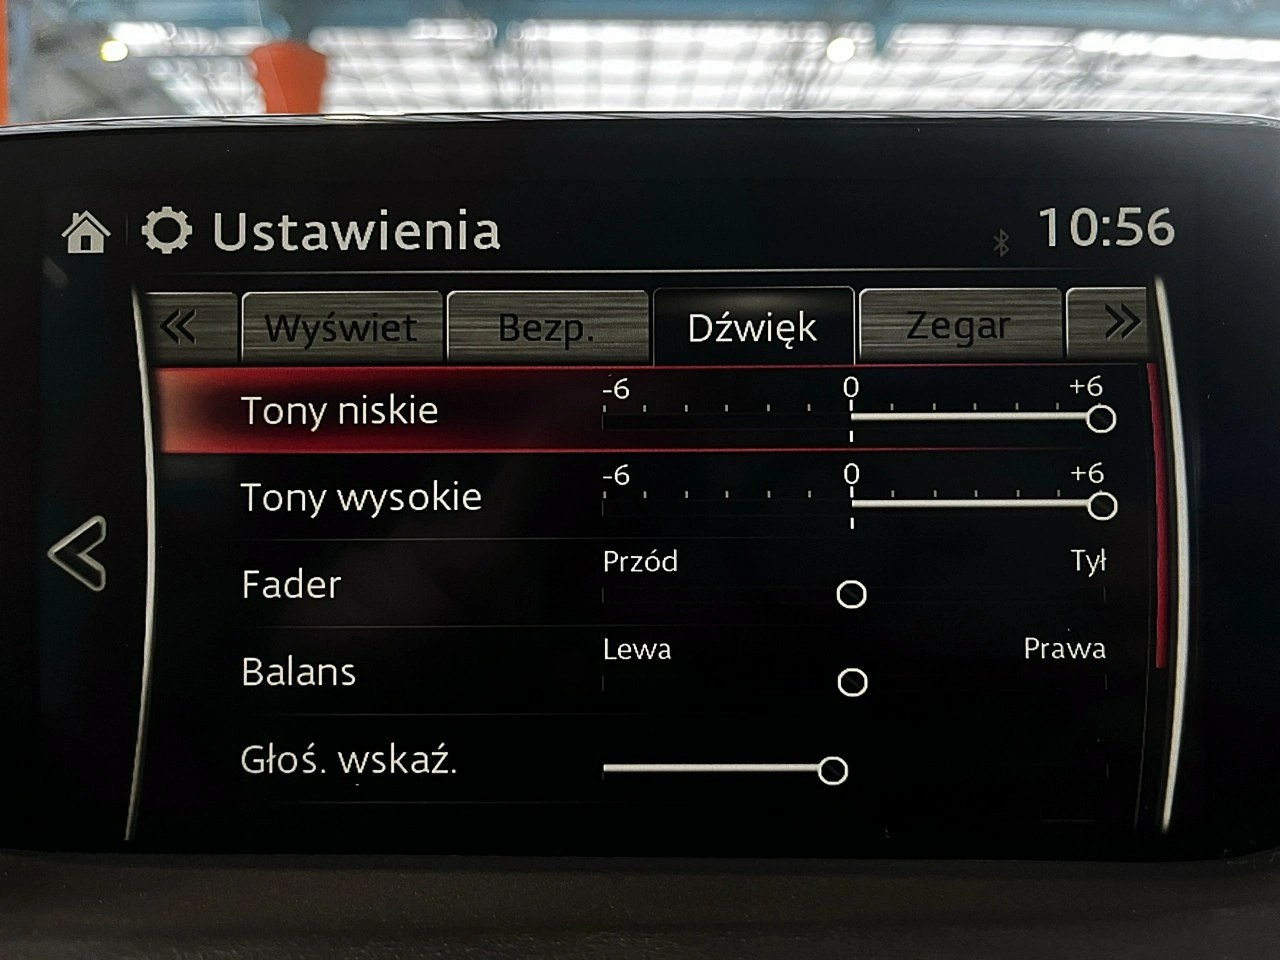 Ustawienia 10:56
« Wyświet Bezp. Dźwięk Zegar »
Tony niskie -6 0 +6
Tony wysokie -6 0 +6
Fader Przód Tył
Balans Lewa Prawa
Głoś. wskaź.